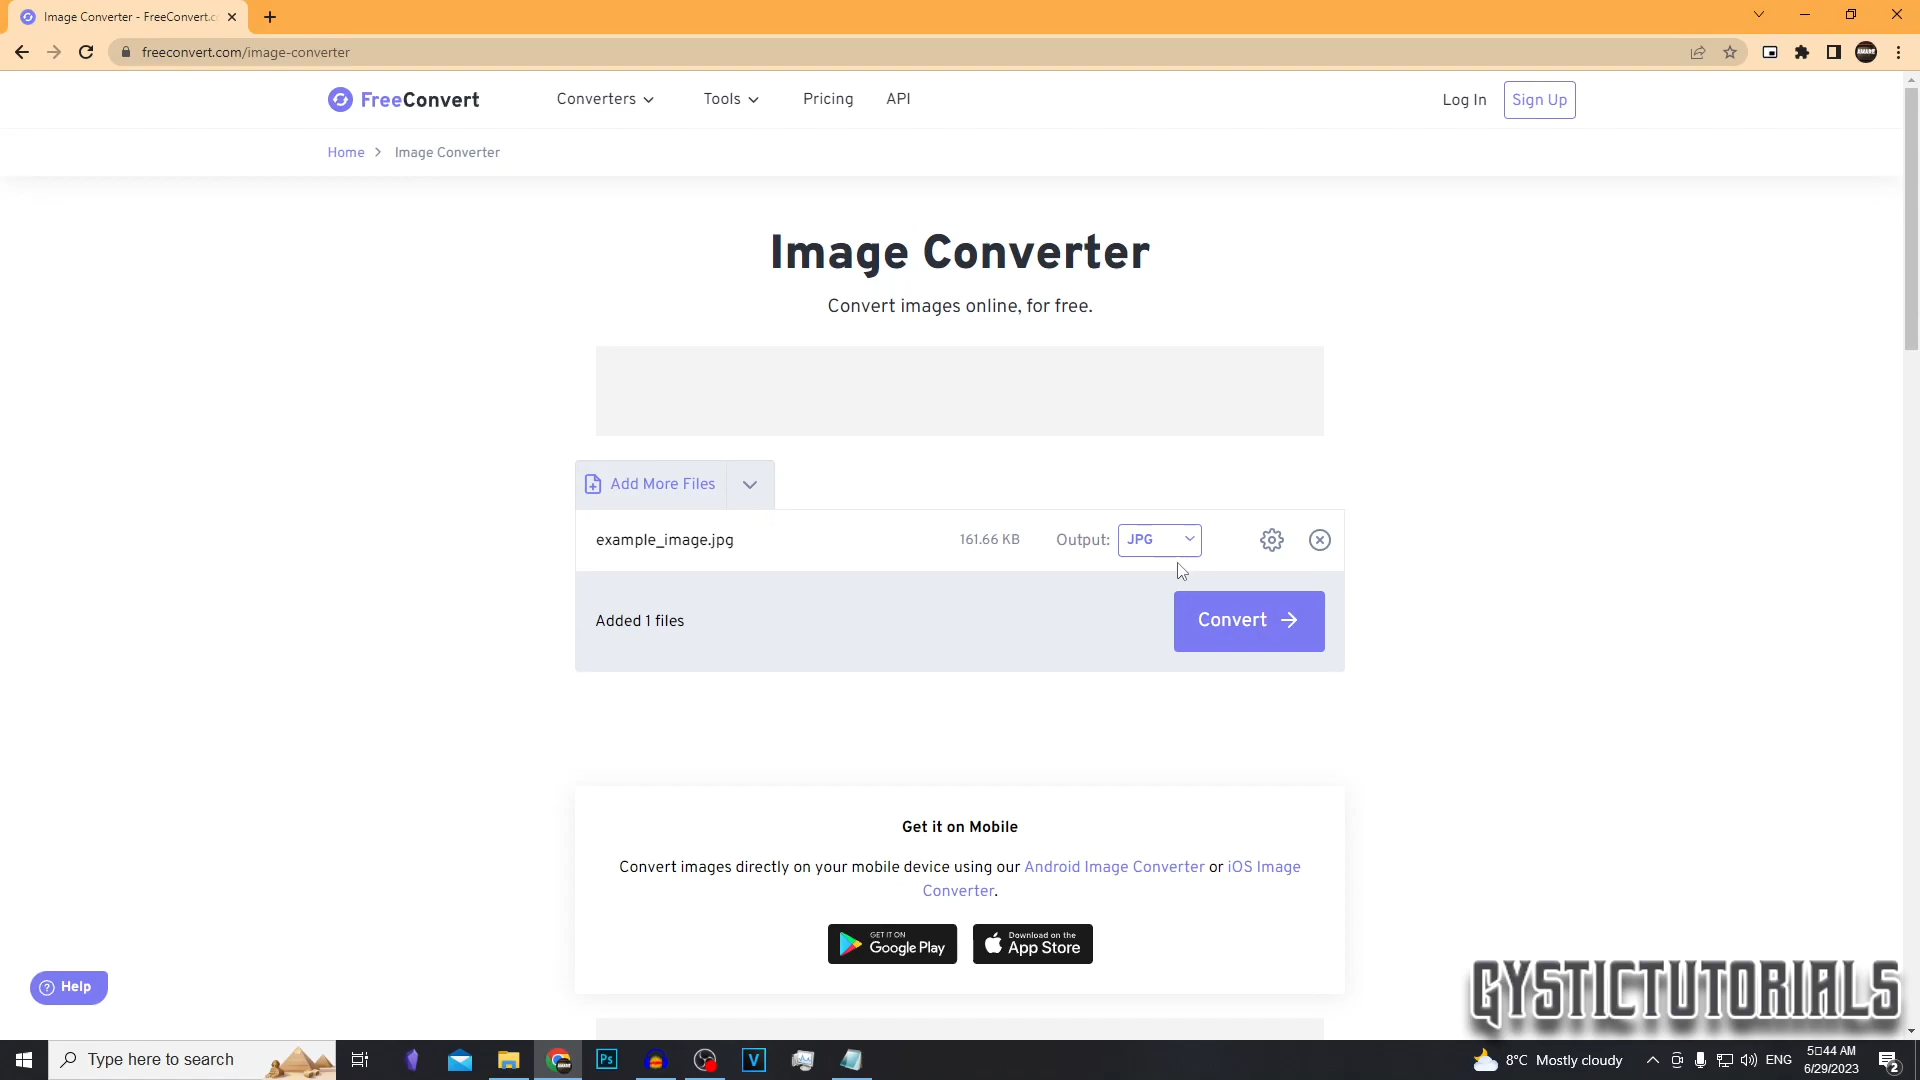 Image Converter - FreeConvert.c
freeconvert.com/image-converter
FreeConvert
Converters
Tools
Pricing
API
Log In
Sign Up
Home
Image Converter
Image Converter
Convert images online, for free.
Add More Files
example_image.jpg
161.66 KB
Output:
JPG
Added 1 files
Convert
Get it on Mobile
Convert images directly on your mobile device using our Android Image Converter or iOS Image
Converter.
GET IT ON
Google Play
Download on the
App Store
Help
GYSTICTUTORIALS
Type here to search
Ps
V
8°C Mostly cloudy
ENG
5□44 AM
6/29/2023
2